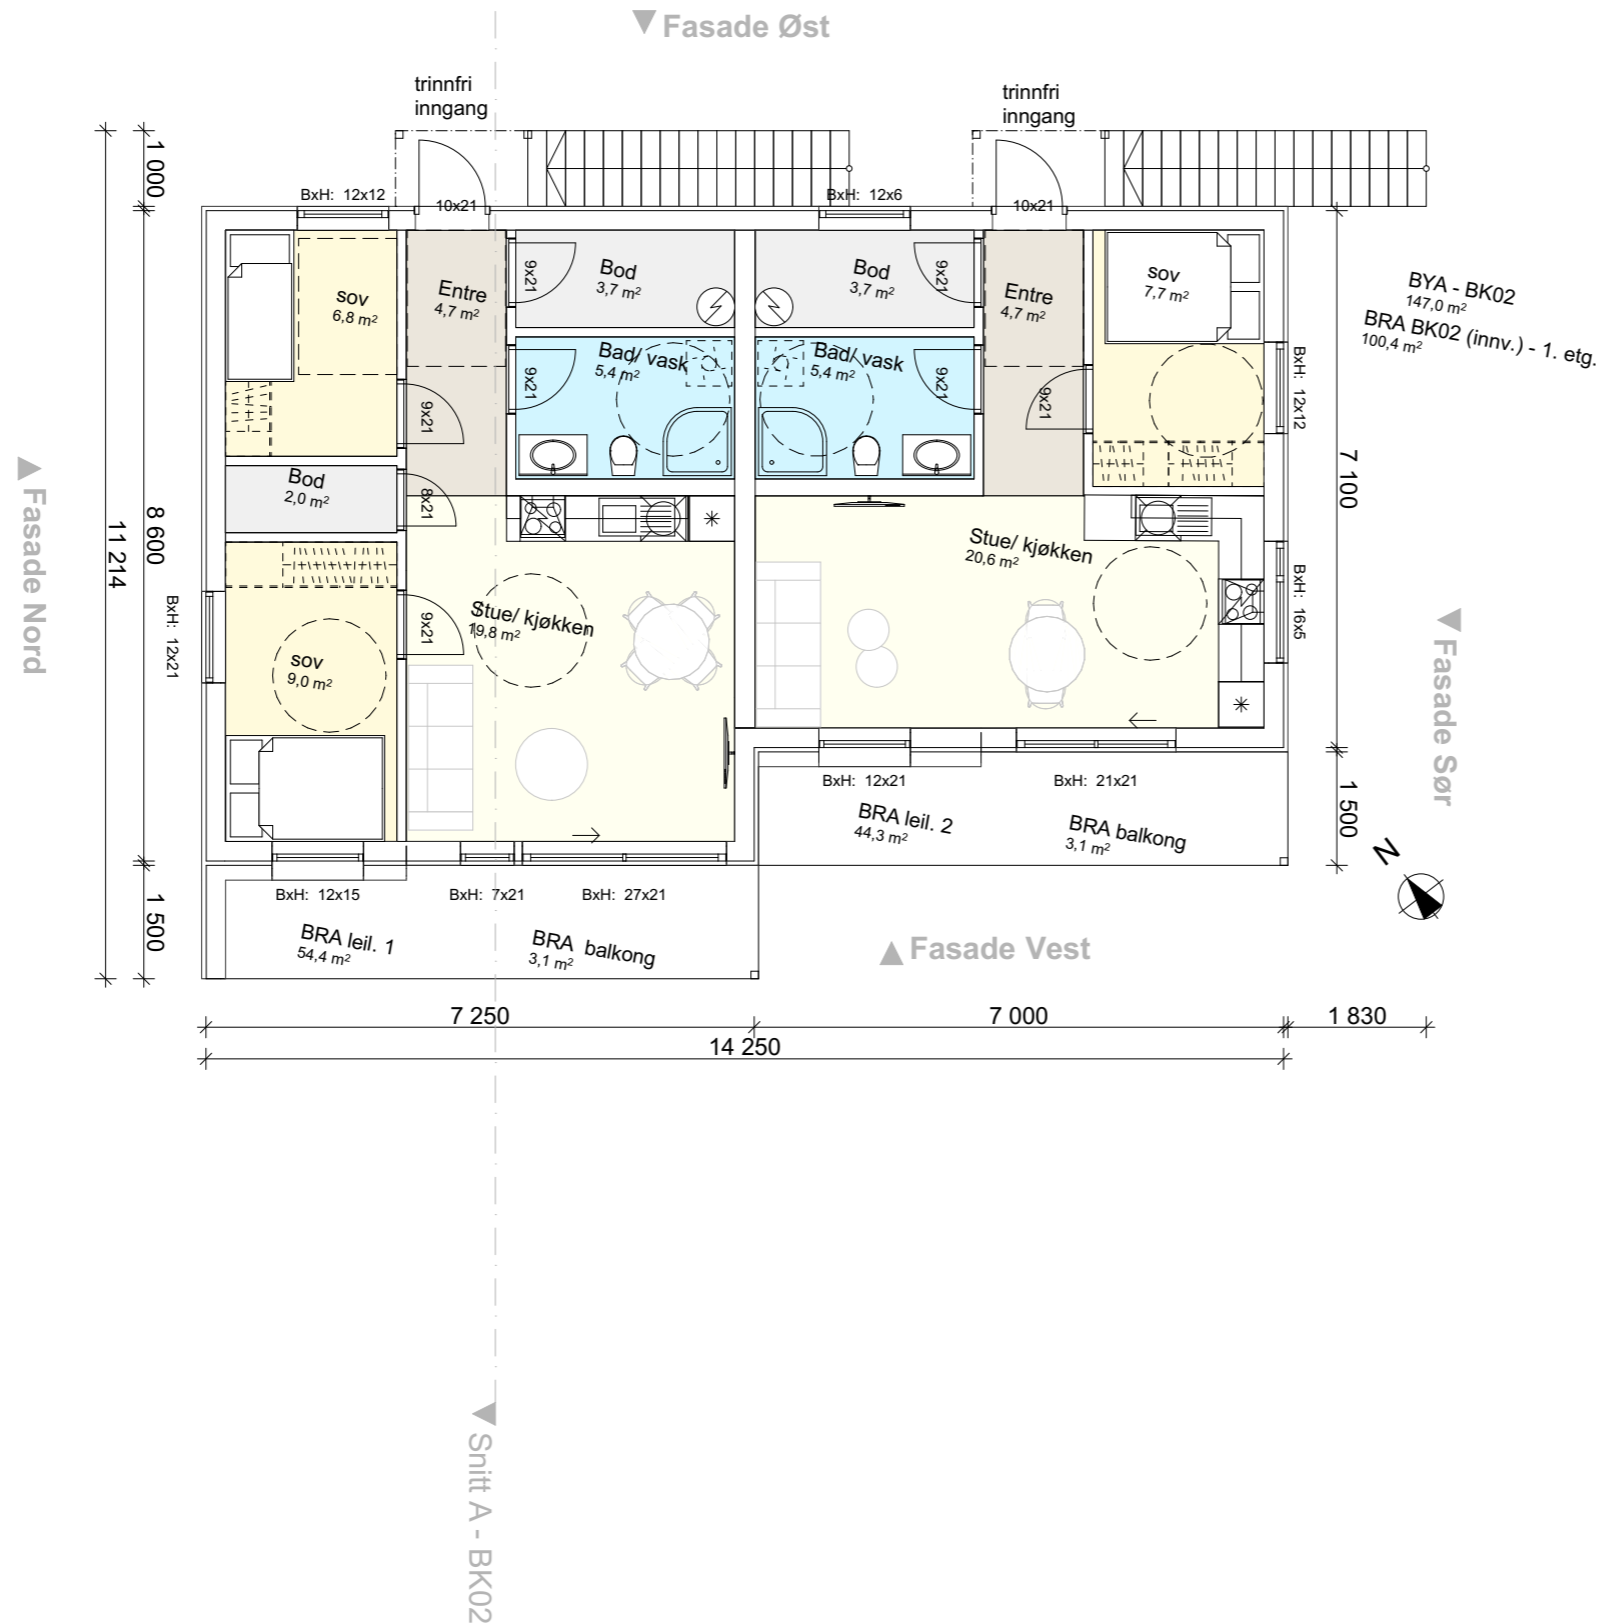 Fasade Øst
trinnfri
inngang
trinnfri
inngang
BxH: 12x12
10x21
BxH: 12x6
10x21
1 000
8 600
11 214
1 500
7 100
1 500
sov
6,8 m²
Entre
4,7 m²
9x21
Bod
3,7 m²
Bod
3,7 m²
9x21
Entre
4,7 m²
sov
7,7 m²
BYA - BK02
147,0 m²
BRA BK02 (innv.) - 1. etg.
100,4 m²
9x21
Bad/ vask
5,4 m²
Bad/ vask
5,4 m²
9x21
9x21
9x21
BxH: 12x12
Bod
2,0 m²
8x21
Fasade Nord
BxH: 12x21
sov
9,0 m²
9x21
Stue/ kjøkken
19,8 m²
Stue/ kjøkken
20,6 m²
BxH: 16x5
Fasade Sør
BxH: 12x21
BxH: 21x21
BRA leil. 2
44,3 m²
BRA balkong
3,1 m²
N
BxH: 12x15
BxH: 7x21
BxH: 27x21
BRA leil. 1
54,4 m²
BRA balkong
3,1 m²
Fasade Vest
7 250
7 000
1 830
14 250
Snitt A - BK02